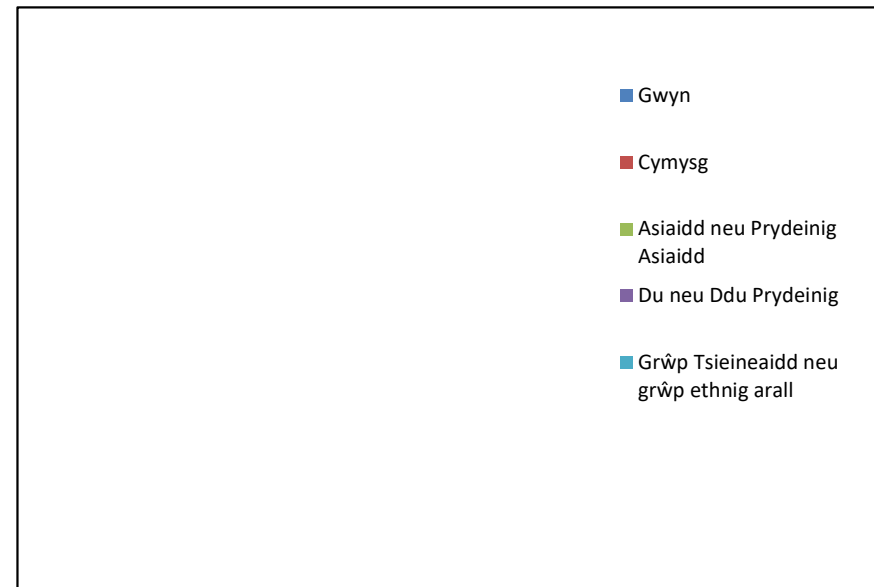 Gwyn
Cymysg
Asiaidd neu Prydeinig
Asiaidd
Du neu Ddu Prydeinig
Grŵp Tsieineaidd neu
grŵp ethnig arall